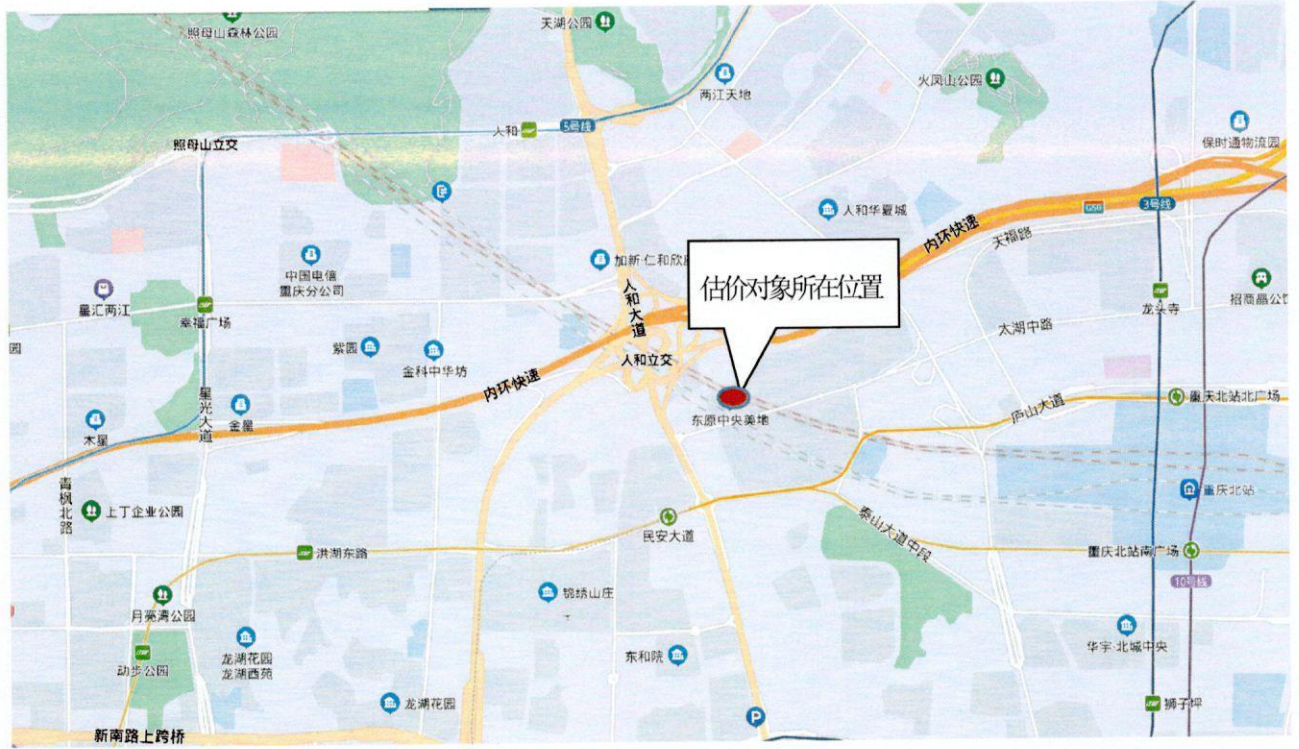 照母山森林公园
天湖公园
两江天地
火凤山公园
保时通物流园
人和
5号线
照母山立交
人和华夏城
G50
3号线
内环快速
天福路
加新·仁和欣
中国电信
重庆分公司
星汇两江
幸福广场
人和大道
估价对象所在位置
龙头寺
招商晶公
太湖中路
园
紫园
金科中华坊
人和立交
内环快速
星光大道
金星
木星
东原中央美地
庐山大道
重庆北站北广场
青枫北路
上丁企业公园
重庆北站
民安大道
泰山大道中段
洪湖东路
重庆北站南广场
10号线
月亮湾公园
锦绣山庄
动步公园
龙湖花园
龙湖西苑
东和院
华宇·北城中央
龙湖花园
P
狮子坪
新南路上跨桥